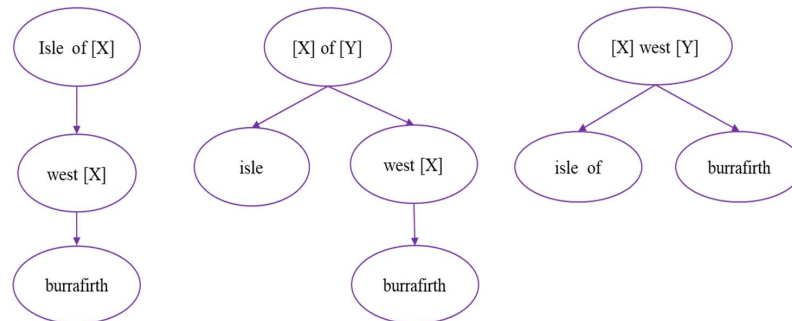 Isle of [X]
[X] of [Y]
[X] west [Y]
west [X]
isle
west [X]
isle of
burrafirth
burrafirth
burrafirth